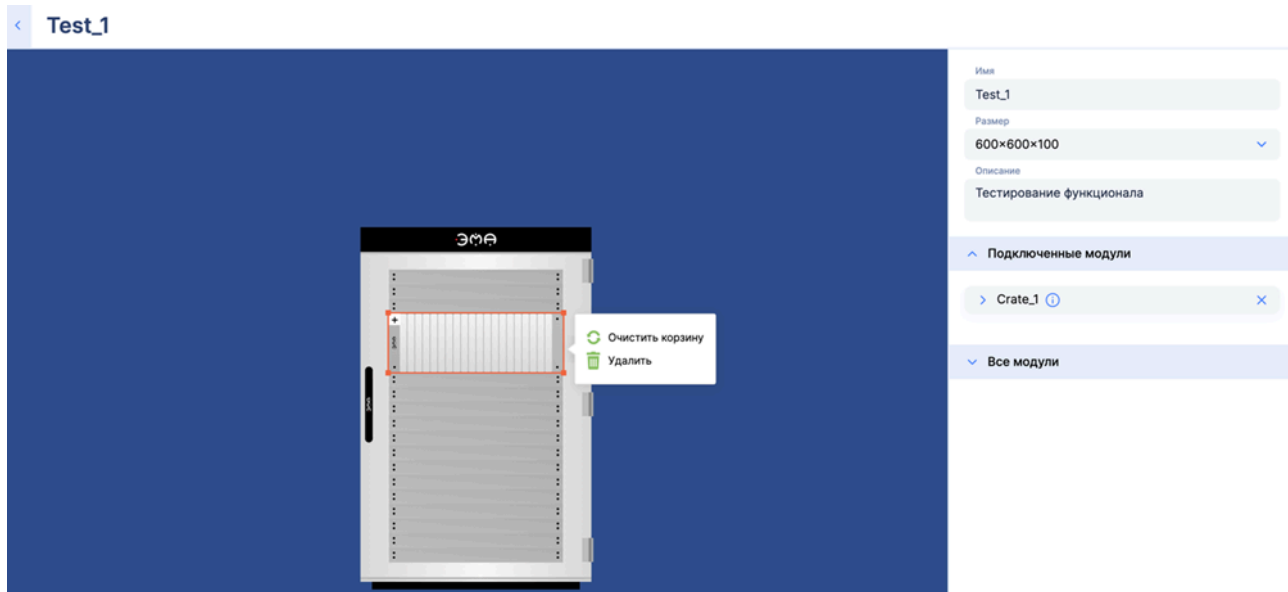 Test_1
Имя
Test_1
Размер
600×600×100
Описание
Тестирование функционала
ЭМА
Подключенные модули
Crate_1
Очистить корзину
Удалить
Все модули